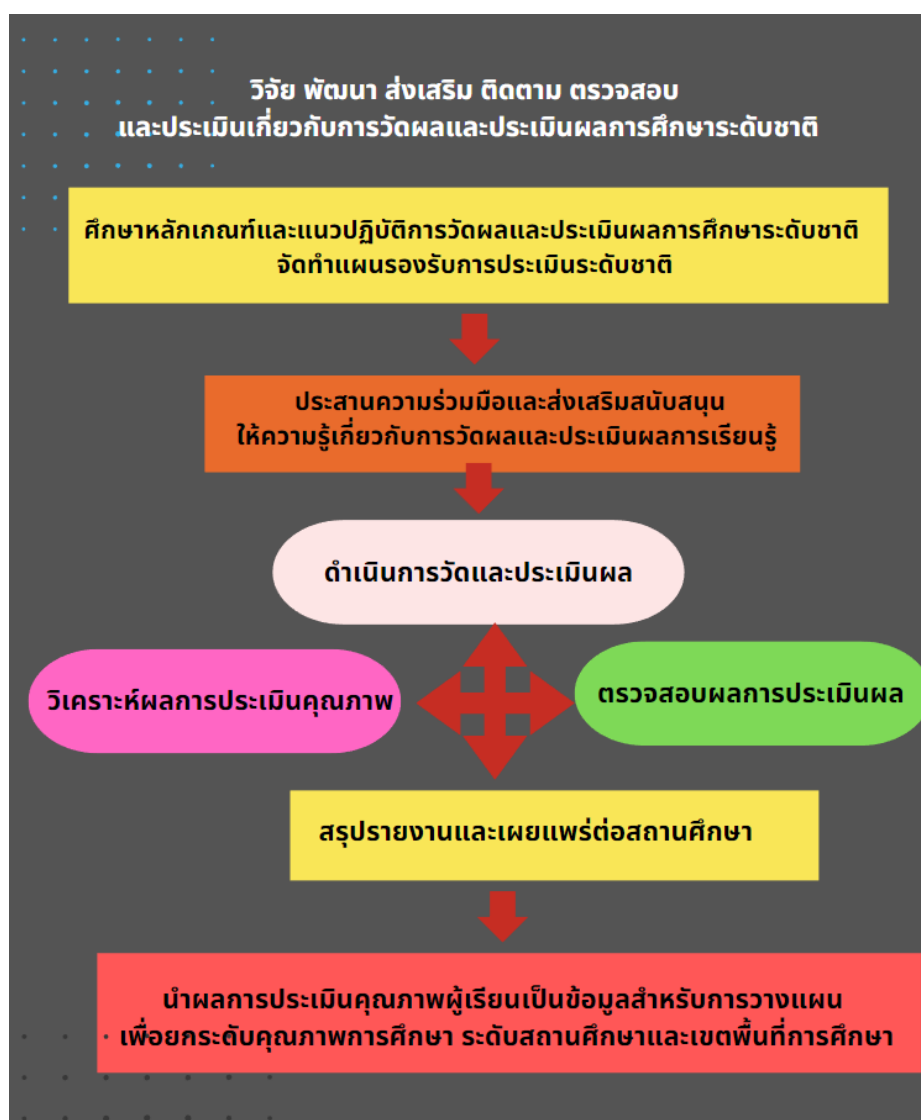 วิจัย พัฒนา ส่งเสริม ติดตาม ตรวจสอบ
และประเมินเกี่ยวกับการวัดผลและประเมินผลการศึกษาระดับชาติ
ศึกษาหลักเกณฑ์และแนวปฏิบัติการวัดผลและประเมินผลการศึกษาระดับชาติ
จัดทำแผนรองรับการประเมินระดับชาติ
ประสานความร่วมมือและส่งเสริมสนับสนุน
ให้ความรู้เกี่ยวกับการวัดผลและประเมินผลการเรียนรู้
ดำเนินการวัดและประเมินผล
วิเคราะห์ผลการประเมินคุณภาพ
ตรวจสอบผลการประเมินผล
สรุปรายงานและเผยแพร่ต่อสถานศึกษา
นำผลการประเมินคุณภาพผู้เรียนเป็นข้อมูลสำหรับการวางแผน
เพื่อยกระดับคุณภาพการศึกษา ระดับสถานศึกษาและเขตพื้นที่การศึกษา